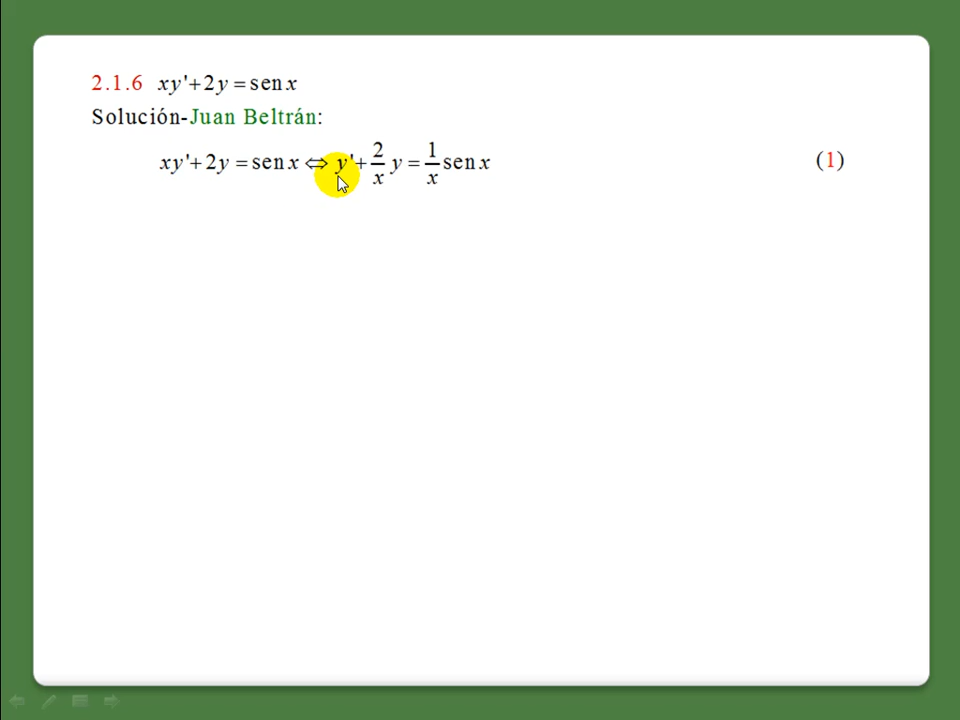 2.1.6 xy'+2y = sen x
Solución-Juan Beltrán:
xy'+2y = sen x ⇔ y'+ 2/x y = 1/x sen x (1)